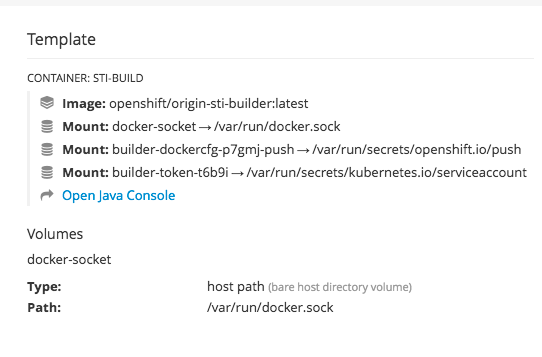 Template
CONTAINER: STI-BUILD
Image: openshift/origin-sti-builder:latest
Mount: docker-socket→/var/run/docker.sock
Mount: builder-dockercfg-p7gmj-push→/var/run/secrets/openshift.io/push
Mount: builder-token-t6b9i→/var/run/secrets/kubernetes.io/serviceaccount
Open Java Console
Volumes
docker-socket
Type: host path (bare host directory volume)
Path: /var/run/docker.sock